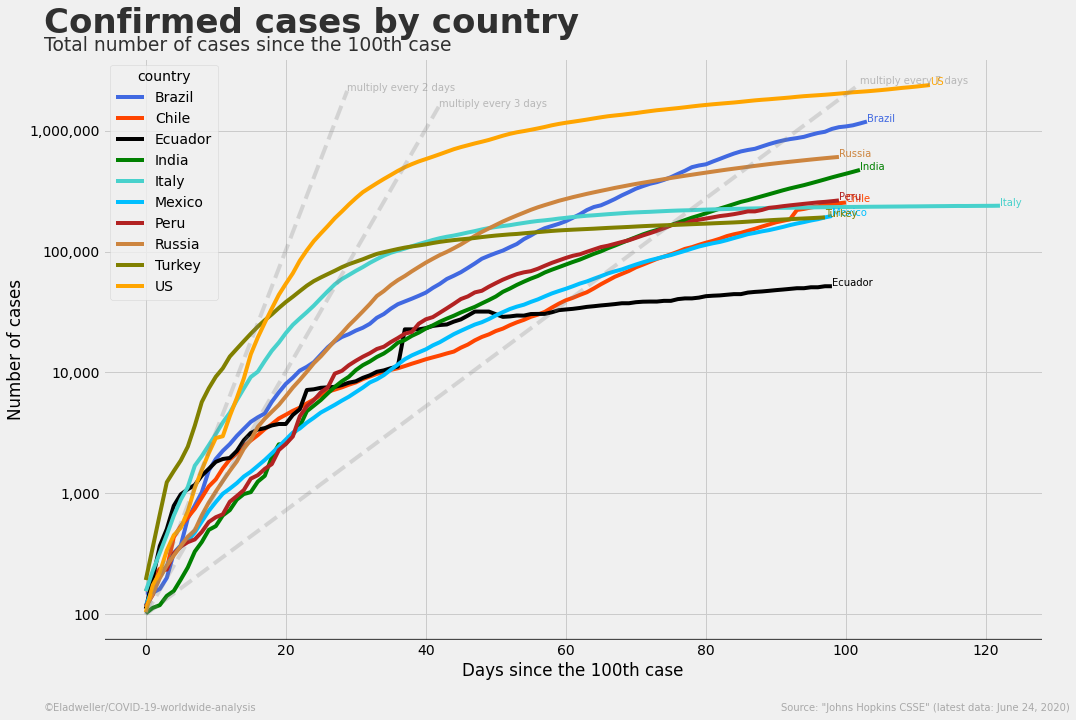 Confirmed cases by country
Total number of cases since the 100th case
country
Brazil
Chile
Ecuador
India
Italy
Mexico
Peru
Russia
Turkey
US
multiply every 2 days
multiply every 3 days
multiply every 7 days
US
Brazil
Russia
India
Peru
Chile
Italy
Turkey
Mexico
Ecuador
1,000,000
100,000
10,000
1,000
100
Number of cases
0 20 40 60 80 100 120
Days since the 100th case
©Eladweller/COVID-19-worldwide-analysis
Source: "Johns Hopkins CSSE" (latest data: June 24, 2020)